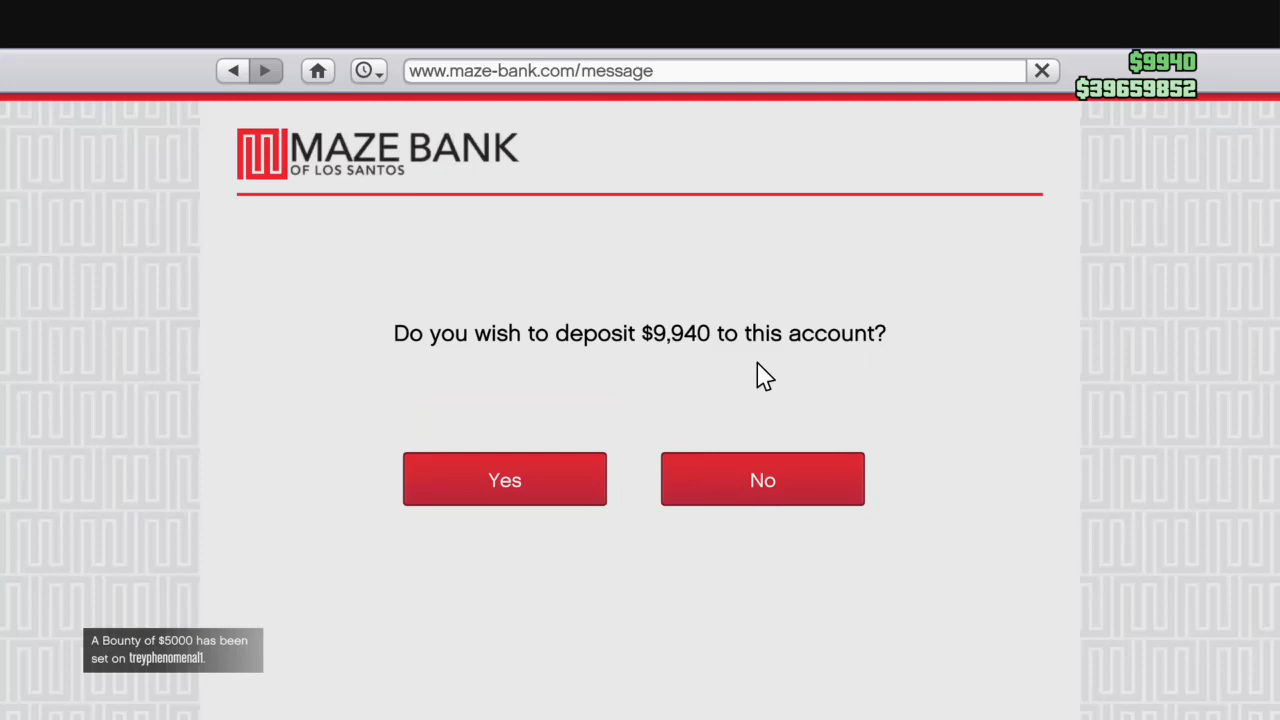 www.maze-bank.com/message
$9940
$39659852
MAZE BANK
OF LOS SANTOS
Do you wish to deposit $9,940 to this account?
Yes
No
A Bounty of $5000 has been
set on treyphenomenal1.